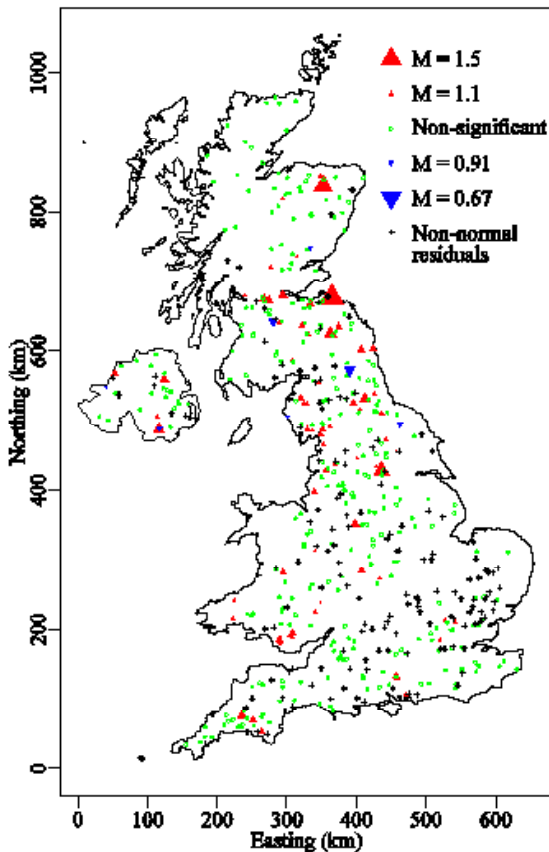 M = 1.5
M = 1.1
Non-significant
M = 0.91
M = 0.67
Non-normal
residuals
Northing (km)
1000
800
600
400
200
0
0 100 200 300 400 500 600
Easting (km)